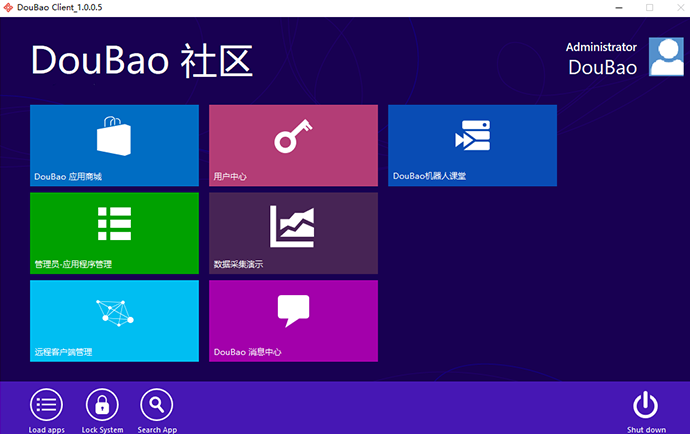 DouBao Client_1.0.0.5
DouBao 社区
Administrator
DouBao
DouBao 应用商城
用户中心
DouBao机器人课堂
管理员-应用程序管理
数据采集演示
远程客户端管理
DouBao 消息中心
Load apps
Lock System
Search App
Shut down